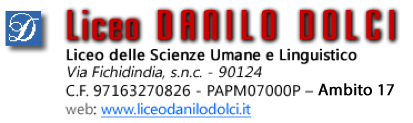 D Liceo DANILO DOLCI
Liceo delle Scienze Umane e Linguistico
Via Fichidindia, s.n.c. - 90124
C.F. 97163270826 - PAPM07000P – Ambito 17
web: www.liceodanilodolci.it